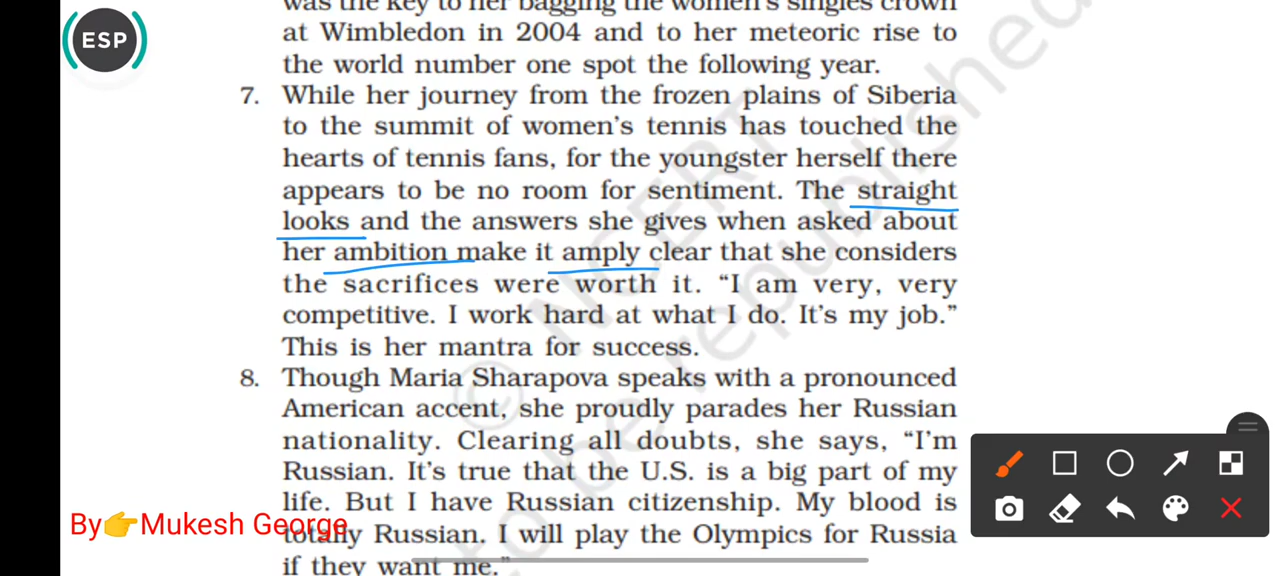 was the key to her bagging the women's singles crown
ESP
at Wimbledon in 2004 and to her meteoric rise to
the world number one spot the following year.
7. While her journey from the frozen plains of Siberia
to the summit of women's tennis has touched the
hearts of tennis fans, for the youngster herself there
appears to be no room for sentiment. The straight
looks and the answers she gives when asked about
her ambition make it amply clear that she considers
the sacrifices were worth it. “I am very, very
competitive. I work hard at what I do. It's my job.”
This is her mantra for success.
8. Though Maria Sharapova speaks with a pronounced
American accent, she proudly parades her Russian
nationality. Clearing all doubts, she says, “I'm
Russian. It's true that the U.S. is a big part of my
life. But I have Russian citizenship. My blood is
By👉Mukesh George
totally Russian. I will play the Olympics for Russia
if they want me.”
© NCERT
to be republished